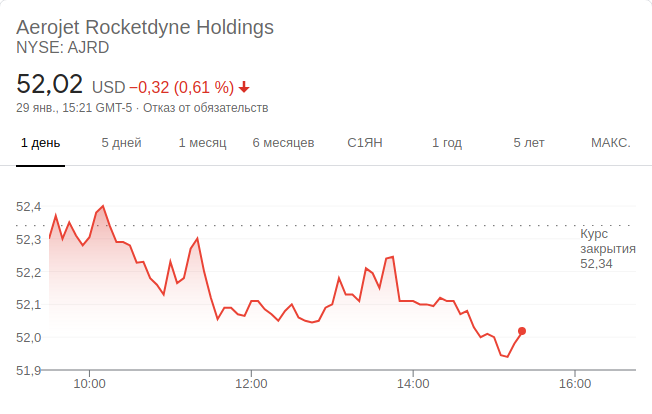 Aerojet Rocketdyne Holdings
NYSE: AJRD
52,02 USD −0,32 (0,61 %)
29 янв., 15:21 GMT-5 · Отказ от обязательств
1 день 5 дней 1 месяц 6 месяцев С1ЯН 1 год 5 лет МАКС.
52,4
52,3
52,2
52,1
52,0
51,9
Курс
закрытия
52,34
10:00 12:00 14:00 16:00